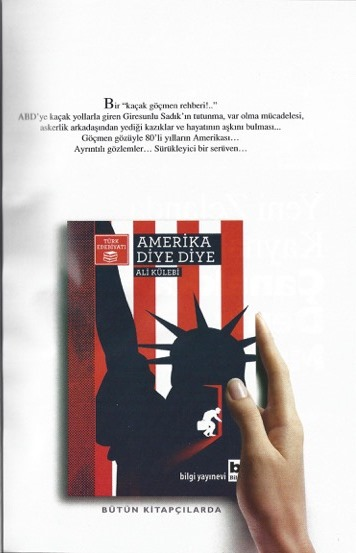 Bir "kaçak göçmen rehberi!.."
ABD'ye kaçak yollarla giren Giresunlu Sadık'ın tutunma, var olma mücadelesi,
askerlik arkadaşından yediği kazıklar ve hayatının aşkını bulması...
Göçmen gözüyle 80'li yılların Amerikası…
Ayrıntılı gözlemler… Sürükleyici bir serüven…
TÜRK
EDEBİYATI
AMERİKA
DİYE DİYE
ALİ KÜLEBİ
bilgi yayınevi
BÜTÜN KİTAPÇILARDA